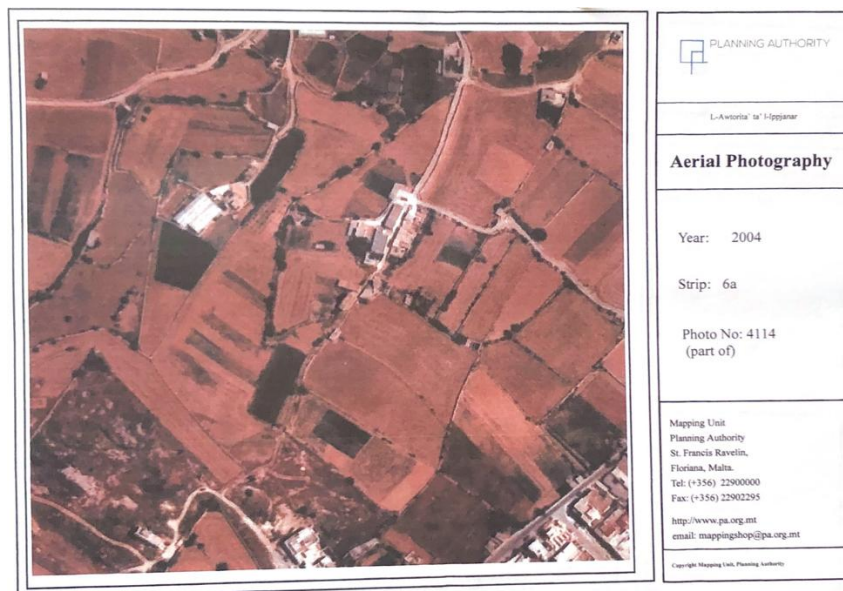 PLANNING AUTHORITY
L-Awtorita` ta` l-Ippjanar
Aerial Photography
Year: 2004
Strip: 6a
Photo No: 4114
(part of)
Mapping Unit
Planning Authority
St. Francis Ravelin,
Floriana, Malta.
Tel: (+356) 22900000
Fax: (+356) 22902295
http://www.pa.org.mt
email: mappingshop@pa.org.mt
Copyright Mapping Unit, Planning Authority